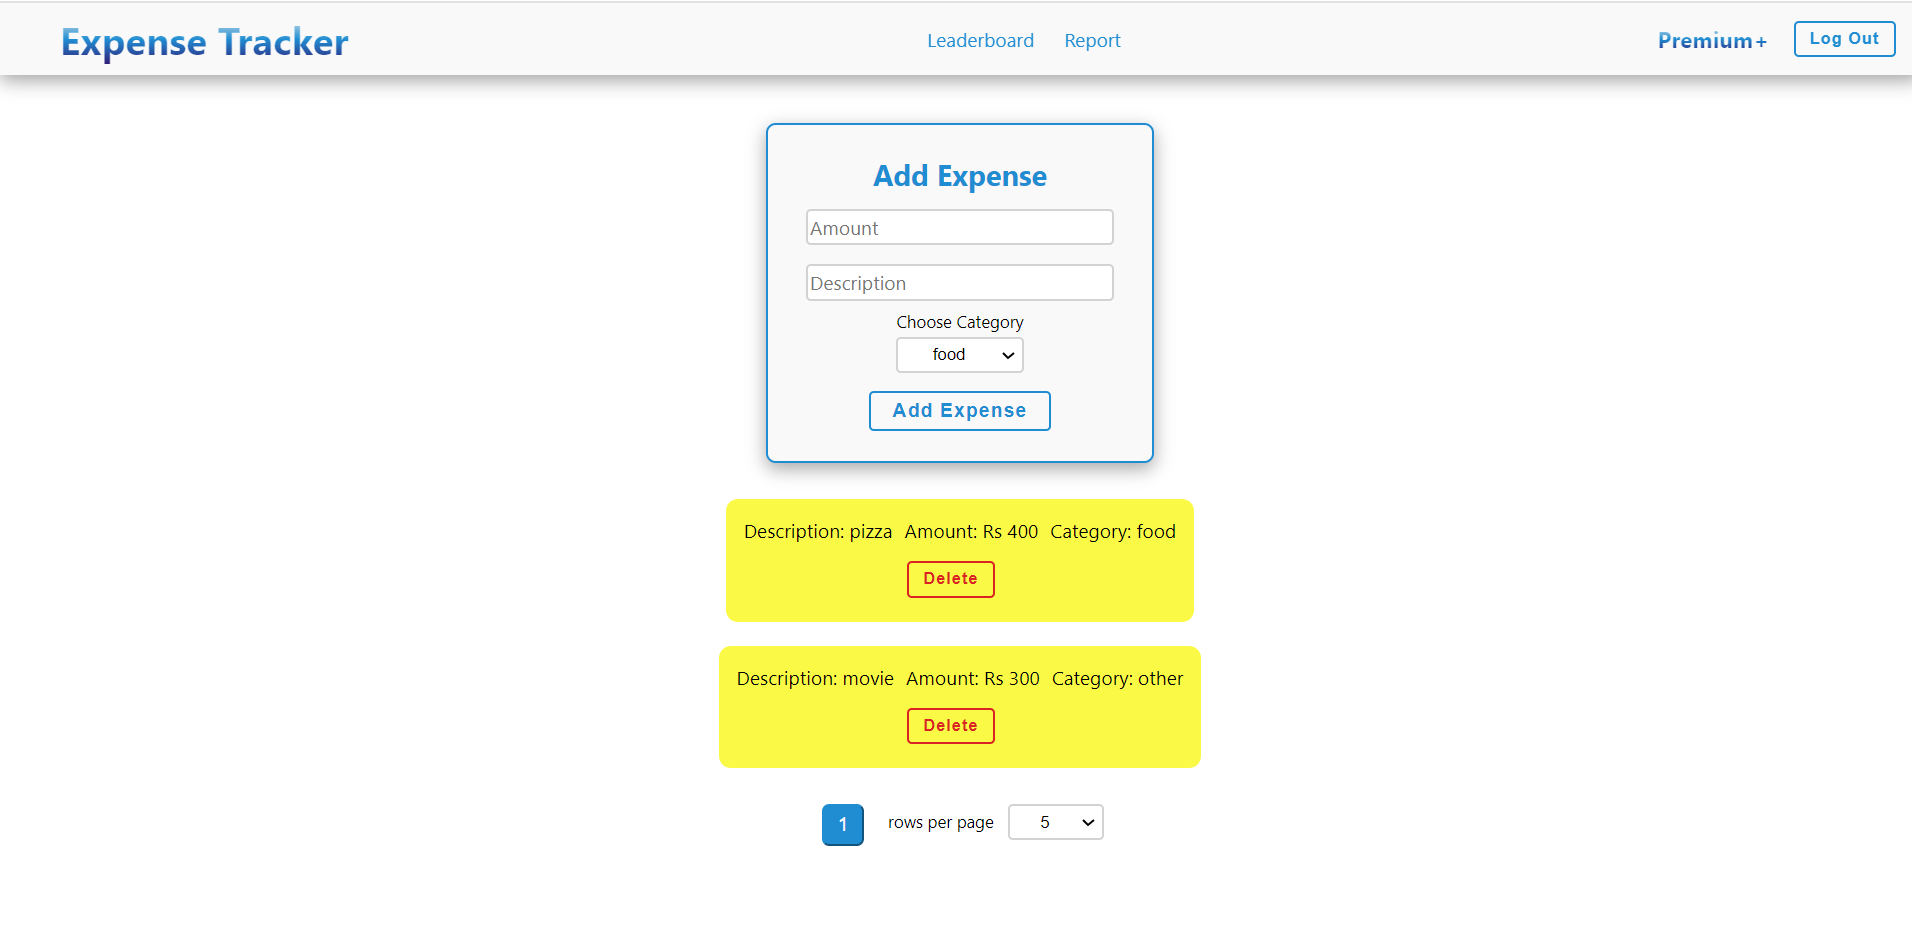 Expense Tracker Leaderboard Report Premium+ Log Out
Add Expense
Amount
Description
Choose Category
food
Add Expense
Description: pizza Amount: Rs 400 Category: food
Delete
Description: movie Amount: Rs 300 Category: other
Delete
1 rows per page 5